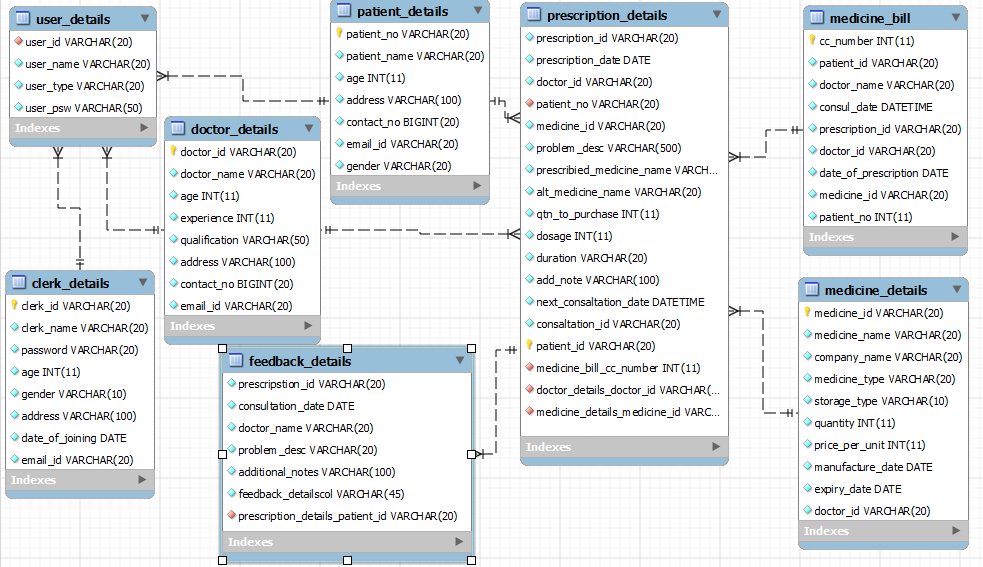 user_details
user_id VARCHAR(20)
user_name VARCHAR(20)
user_type VARCHAR(20)
user_psw VARCHAR(50)
Indexes
patient_details
patient_no VARCHAR(20)
patient_name VARCHAR(20)
age INT(11)
address VARCHAR(100)
contact_no BIGINT(20)
email_id VARCHAR(20)
gender VARCHAR(20)
Indexes
prescription_details
prescription_id VARCHAR(20)
prescription_date DATE
doctor_id VARCHAR(20)
patient_no VARCHAR(20)
medicine_id VARCHAR(20)
problem_desc VARCHAR(500)
prescribied_medicine_name VARCH...
alt_medicine_name VARCHAR(20)
qtn_to_purchase INT(11)
dosage INT(11)
duration VARCHAR(20)
add_note VARCHAR(100)
next_consaltation_date DATETIME
consaltation_id VARCHAR(20)
patient_id VARCHAR(20)
medicine_bill_cc_number INT(11)
doctor_details_doctor_id VARCHAR(...
medicine_details_medicine_id VARC...
Indexes
medicine_bill
cc_number INT(11)
patient_id VARCHAR(20)
doctor_name VARCHAR(20)
consul_date DATETIME
prescription_id VARCHAR(20)
doctor_id VARCHAR(20)
date_of_prescription DATE
medicine_id VARCHAR(20)
patient_no INT(11)
Indexes
doctor_details
doctor_id VARCHAR(20)
doctor_name VARCHAR(20)
age INT(11)
experience INT(11)
qualification VARCHAR(50)
address VARCHAR(100)
contact_no BIGINT(20)
email_id VARCHAR(20)
Indexes
clerk_details
clerk_id VARCHAR(20)
clerk_name VARCHAR(20)
password VARCHAR(20)
age INT(11)
gender VARCHAR(10)
address VARCHAR(100)
date_of_joining DATE
email_id VARCHAR(20)
Indexes
feedback_details
prescripstion_id VARCHAR(20)
consultation_date DATE
doctor_name VARCHAR(20)
problem_desc VARCHAR(20)
additional_notes VARCHAR(100)
feedback_detailscol VARCHAR(45)
prescription_details_patient_id VARCHAR(20)
Indexes
medicine_details
medicine_id VARCHAR(20)
medicine_name VARCHAR(20)
company_name VARCHAR(20)
medicine_type VARCHAR(20)
storage_type VARCHAR(10)
quantity INT(11)
price_per_unit INT(11)
manufacture_date DATE
expiry_date DATE
doctor_id VARCHAR(20)
Indexes